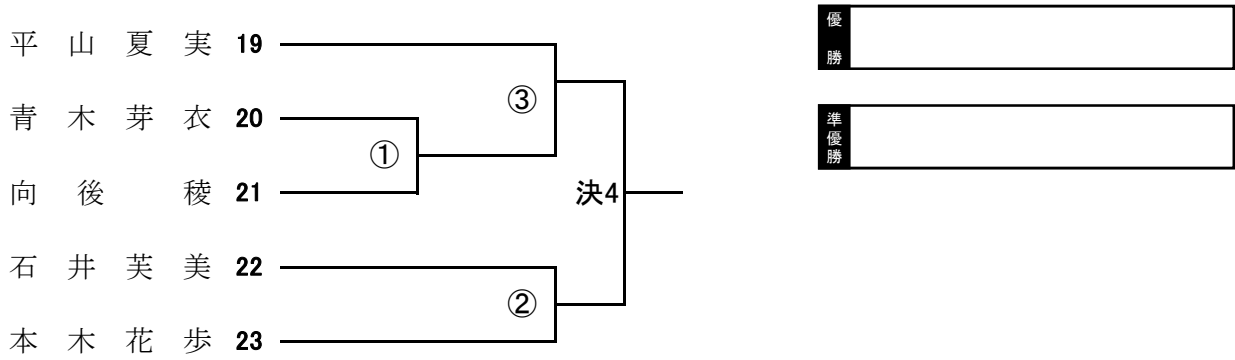 平山夏実 19
青木芽衣 20
向後 稜 21
石井芙美 22
本木花歩 23
①
②
③
決4
優勝
準優勝